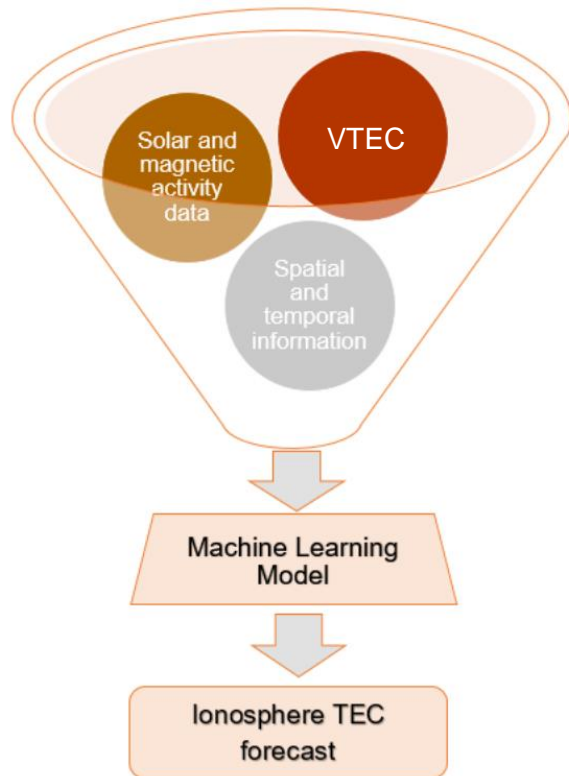 Solar and
magnetic
activity
data
VTEC
Spatial
and
temporal
information
Machine Learning
Model
Ionosphere TEC
forecast